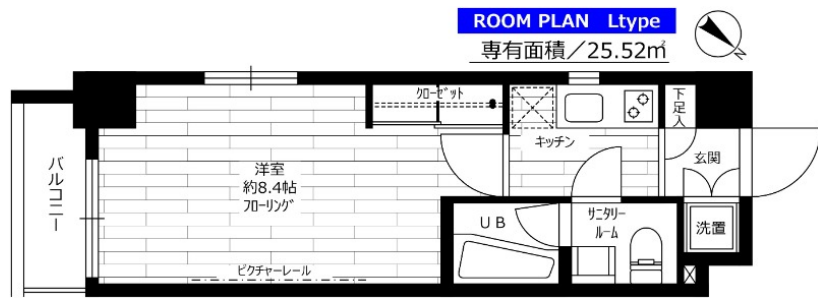 ROOM PLAN Ltype
専有面積／25.52㎡
N
クローゼット
下足入
キッチン
玄関
バルコニー
洋室
約8.4帖
フローリング
UB
サニタリー
ルーム
洗置
ピクチャーレール